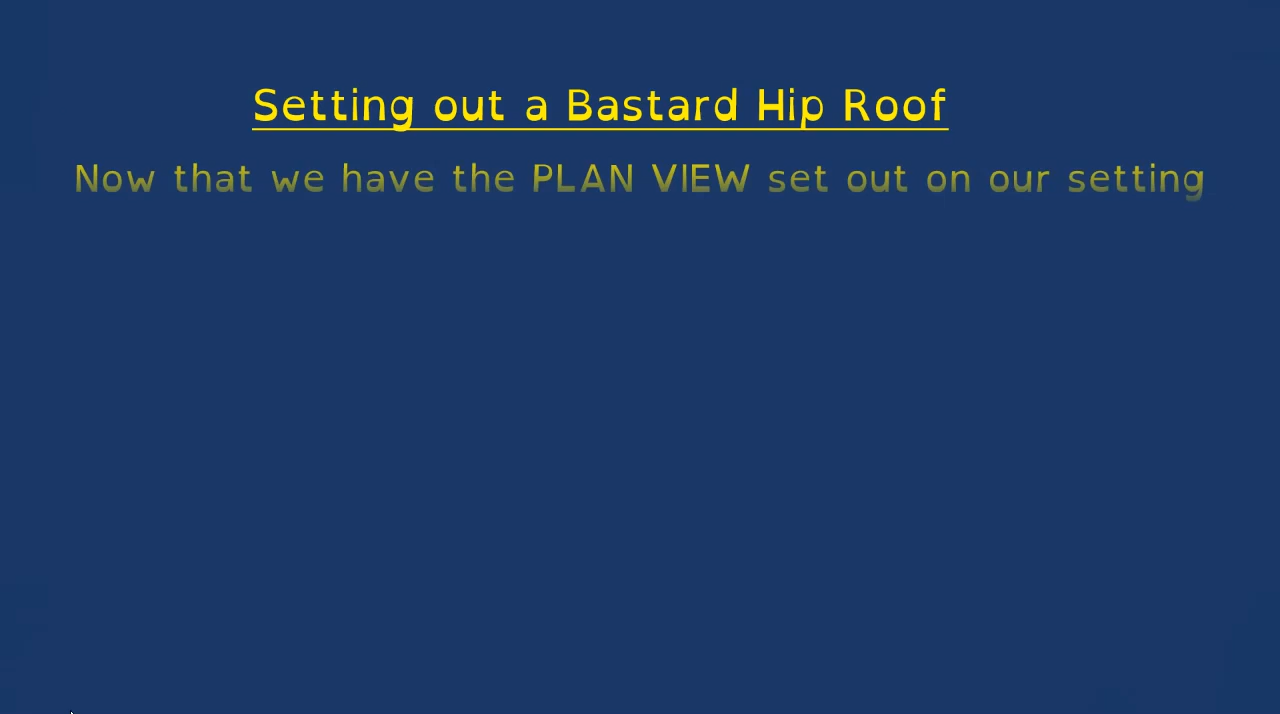 Setting out a Bastard Hip Roof
Now that we have the PLAN VIEW set out on our setting